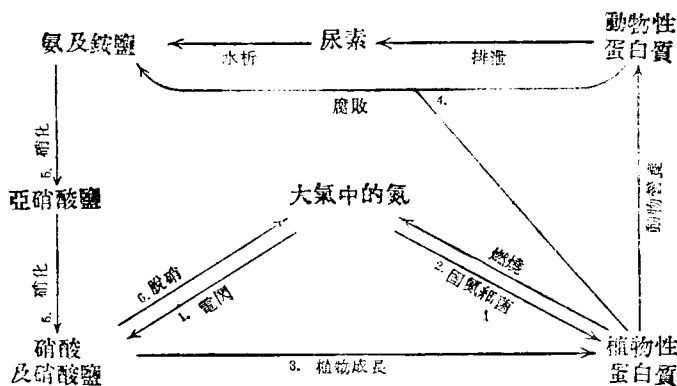 氨及銨鹽
水析
尿素
排泄
動物性
蛋白質
腐敗
4.
5. 硝化
亞硝酸鹽
大氣中的氮
動物營養
5. 硝化
6. 脫硝
1. 電閃
燃燒
2. 固氮細菌
硝酸
及硝酸鹽
3. 植物成長
植物性
蛋白質